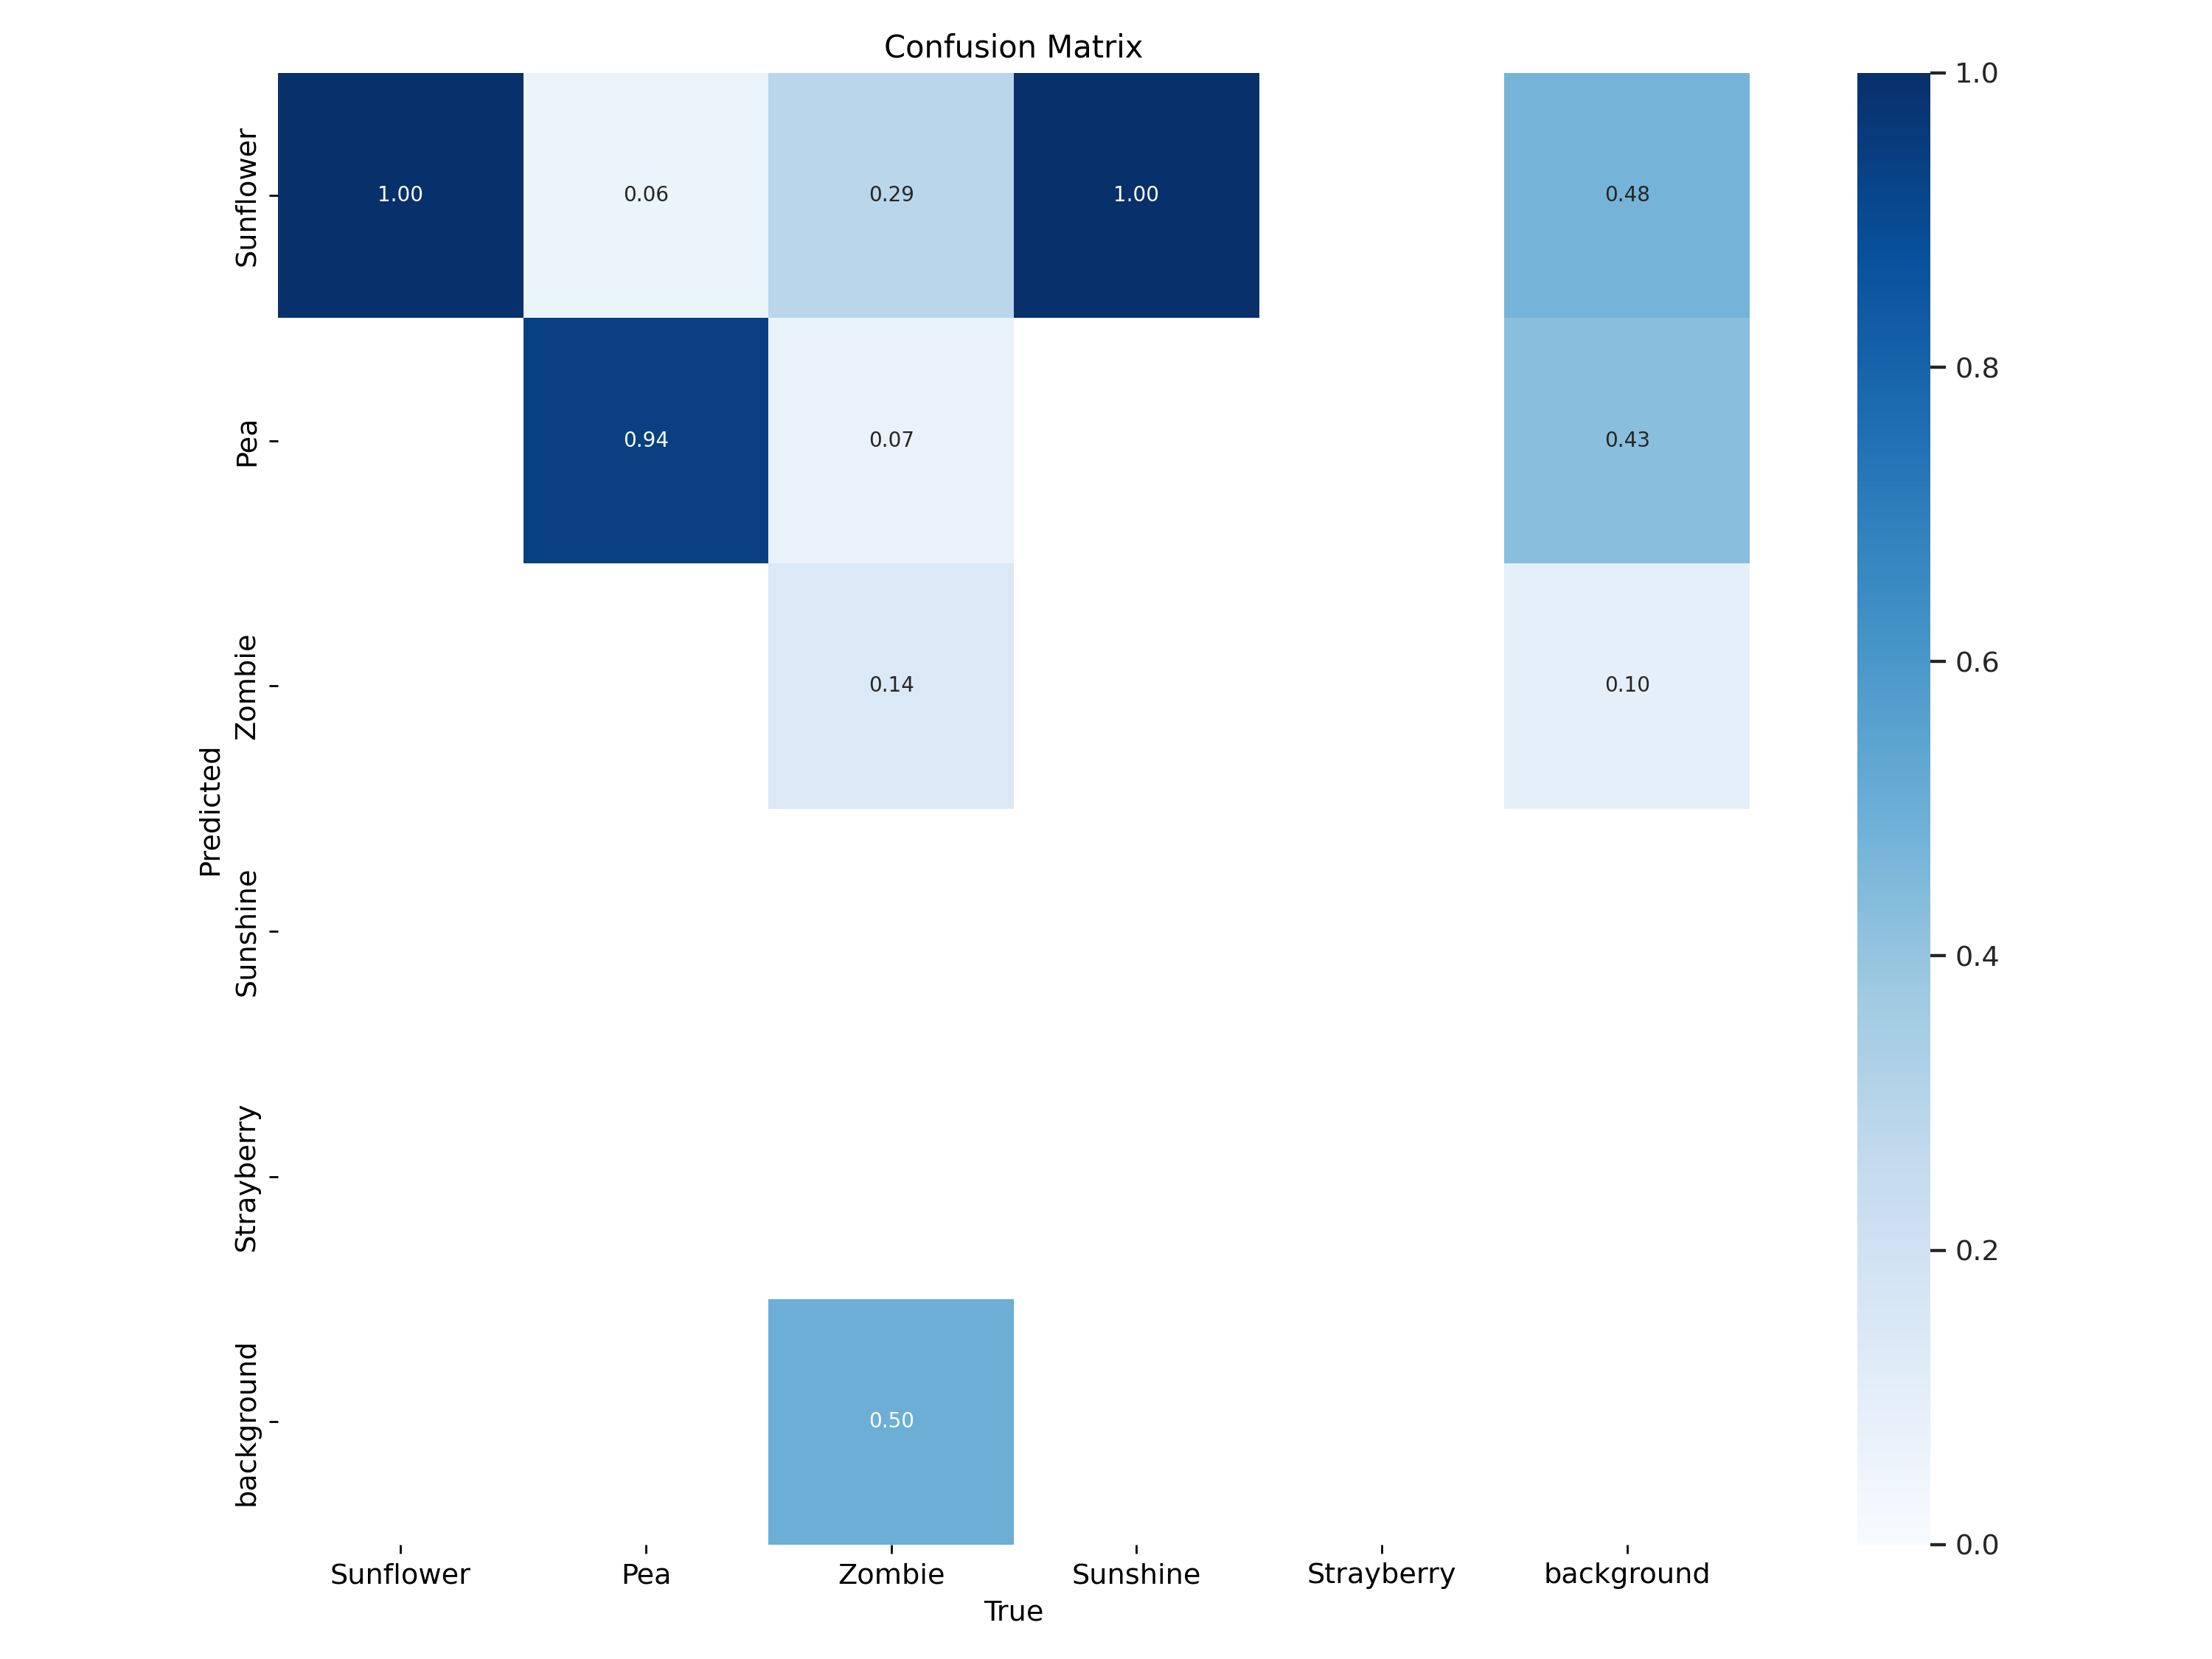 Confusion Matrix
Sunflower 1.00 0.06 0.29 1.00 0.48
Pea 0.94 0.07 0.43
Zombie 0.14 0.10
Sunshine
Strayberry
background 0.50
Predicted
Sunflower Pea Zombie Sunshine Strayberry background
True
1.0
0.8
0.6
0.4
0.2
0.0